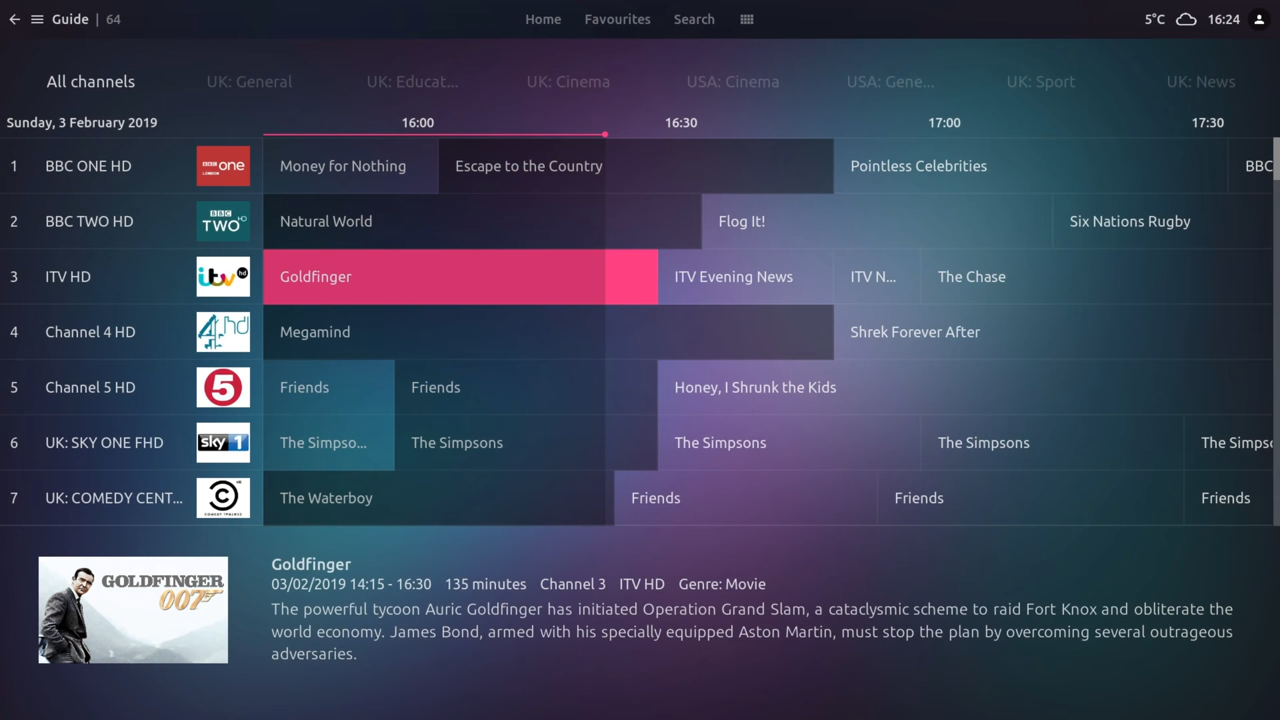 Guide | 64 Home Favourites Search 5°C 16:24
All channels UK: General UK: Educat... UK: Cinema USA: Cinema USA: Gene... UK: Sport UK: News
Sunday, 3 February 2019 16:00 16:30 17:00 17:30
1 BBC ONE HD BBC one LONDON Money for Nothing Escape to the Country Pointless Celebrities BBC
2 BBC TWO HD BBC TWO HD Natural World Flog It! Six Nations Rugby
3 ITV HD itv hd Goldfinger ITV Evening News ITV N... The Chase
4 Channel 4 HD 4 hd Megamind Shrek Forever After
5 Channel 5 HD 5 Friends Friends Honey, I Shrunk the Kids
6 UK: SKY ONE FHD sky 1 The Simpso... The Simpsons The Simpsons The Simpsons The Simps
7 UK: COMEDY CENT... COMEDY CENTRAL The Waterboy Friends Friends Friends
GOLDFINGER
007
Goldfinger
03/02/2019 14:15 - 16:30 135 minutes Channel 3 ITV HD Genre: Movie
The powerful tycoon Auric Goldfinger has initiated Operation Grand Slam, a cataclysmic scheme to raid Fort Knox and obliterate the
world economy. James Bond, armed with his specially equipped Aston Martin, must stop the plan by overcoming several outrageous
adversaries.